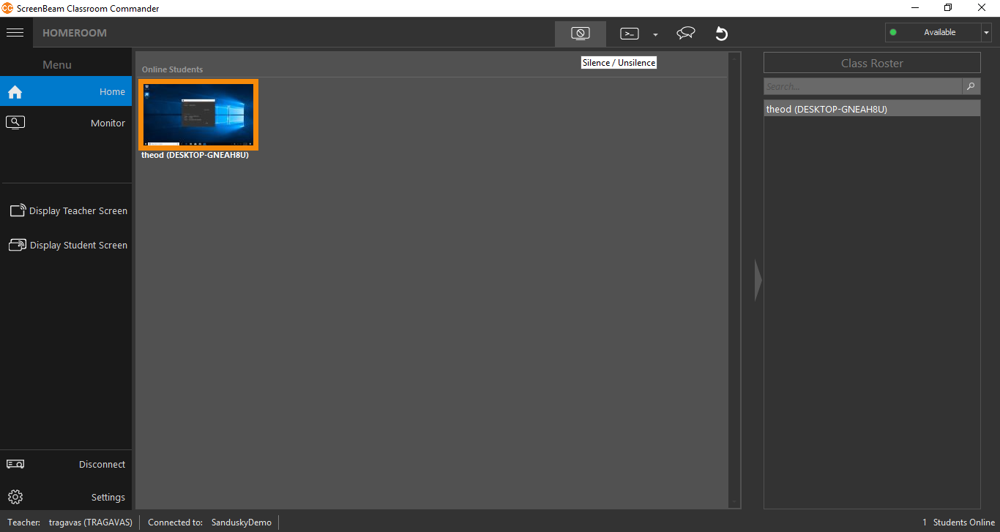 ScreenBeam Classroom Commander
HOMEROOM
Available
Menu
Home
Monitor
Display Teacher Screen
Display Student Screen
Disconnect
Settings
Online Students
theod (DESKTOP-GNEAH8U)
Silence / Unsilence
Class Roster
Search...
theod (DESKTOP-GNEAH8U)
Teacher: tragavas (TRAGAVAS) Connected to: SanduskyDemo
1 Students Online